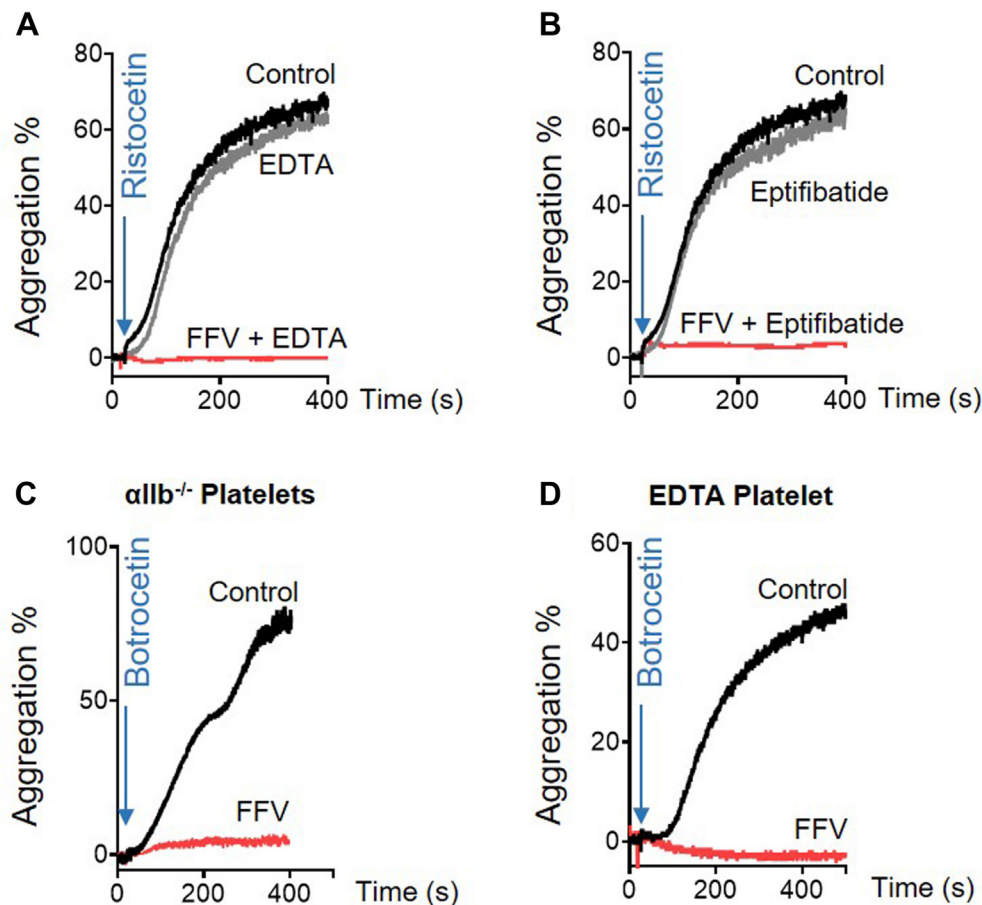 A
80
60
40
20
0
Aggregation %
Ristocetin
Control
EDTA
FFV + EDTA
0
200
400
Time (s)
B
80
60
40
20
0
Aggregation %
Ristocetin
Control
Eptifibatide
FFV + Eptifibatide
0
200
400
Time (s)
C
αIIb-/- Platelets
100
50
0
Aggregation %
Botrocetin
Control
FFV
0
200
400
Time (s)
D
EDTA Platelet
60
40
20
0
Aggregation %
Botrocetin
Control
FFV
0
200
400
Time (s)